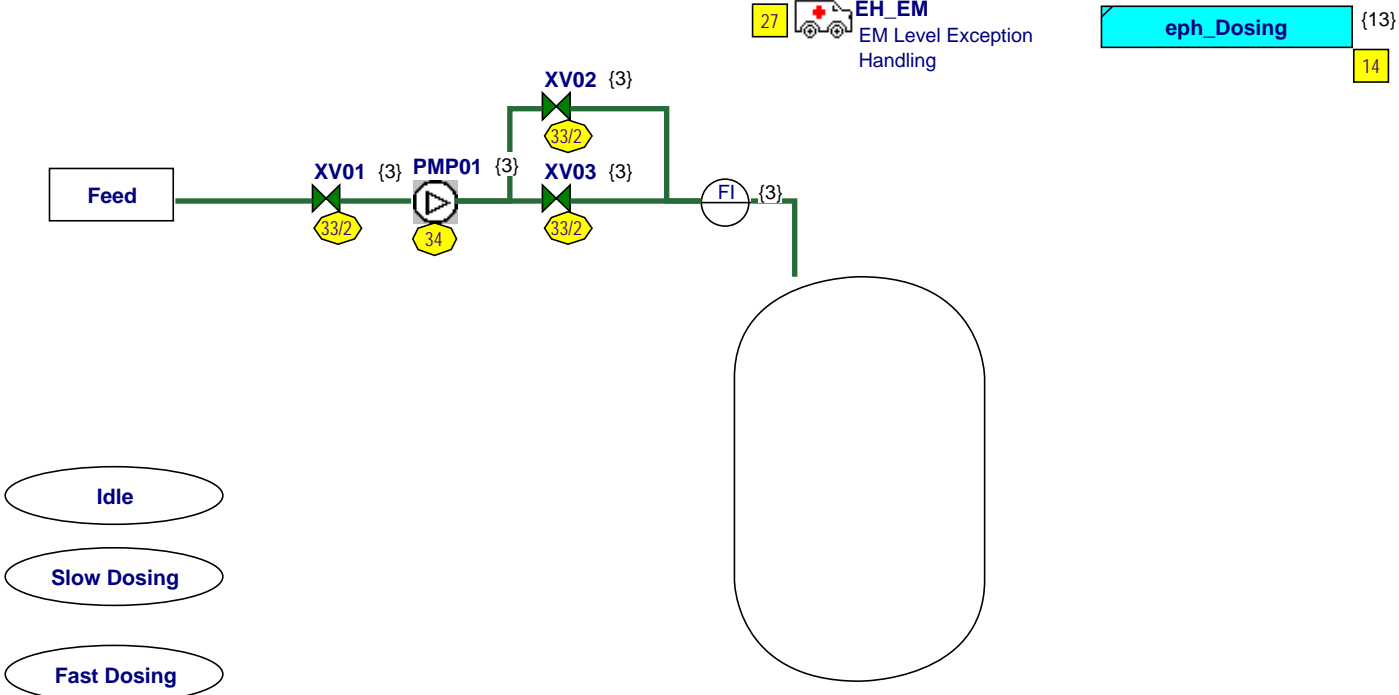 27
EH_EM
EM Level Exception
Handling
eph_Dosing
{13}
14
XV02 {3}
33/2
XV01 {3}
PMP01 {3}
XV03 {3}
Feed
FI
{3}
33/2
34
33/2
Idle
Slow Dosing
Fast Dosing